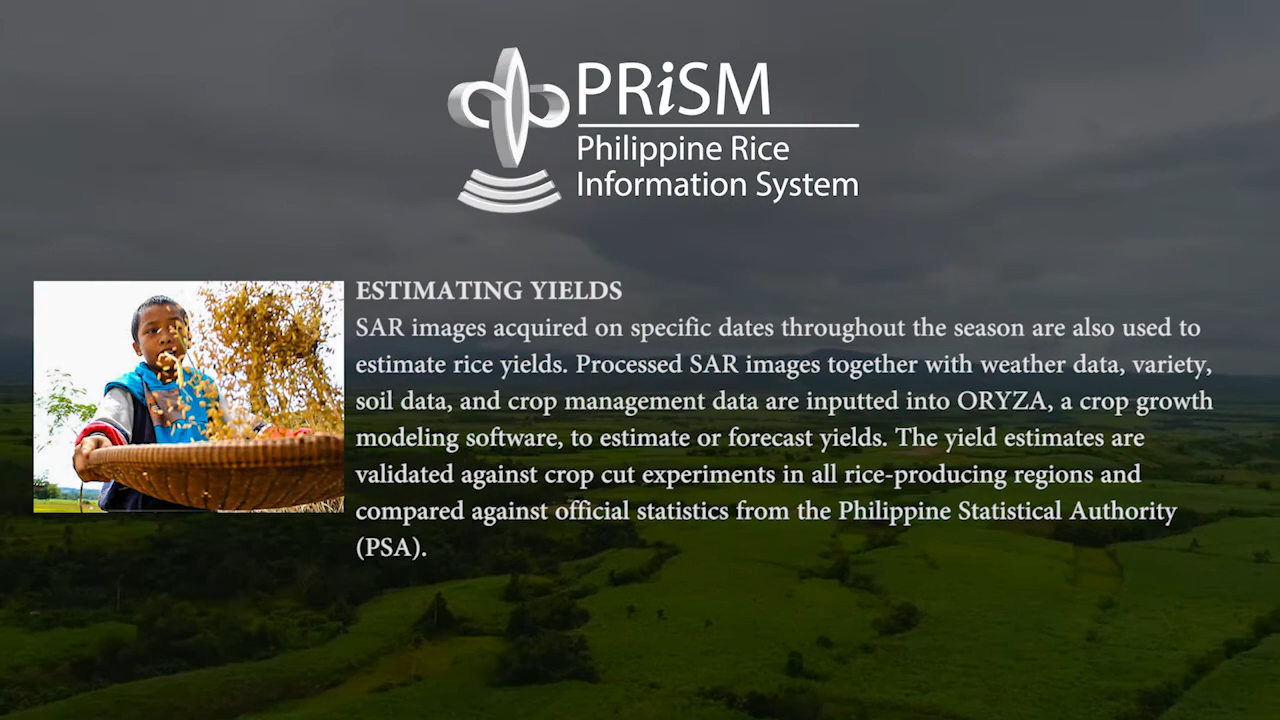 PRiSM
Philippine Rice
Information System
ESTIMATING YIELDS
SAR images acquired on specific dates throughout the season are also used to
estimate rice yields. Processed SAR images together with weather data, variety,
soil data, and crop management data are inputted into ORYZA, a crop growth
modeling software, to estimate or forecast yields. The yield estimates are
validated against crop cut experiments in all rice-producing regions and
compared against official statistics from the Philippine Statistical Authority
(PSA).